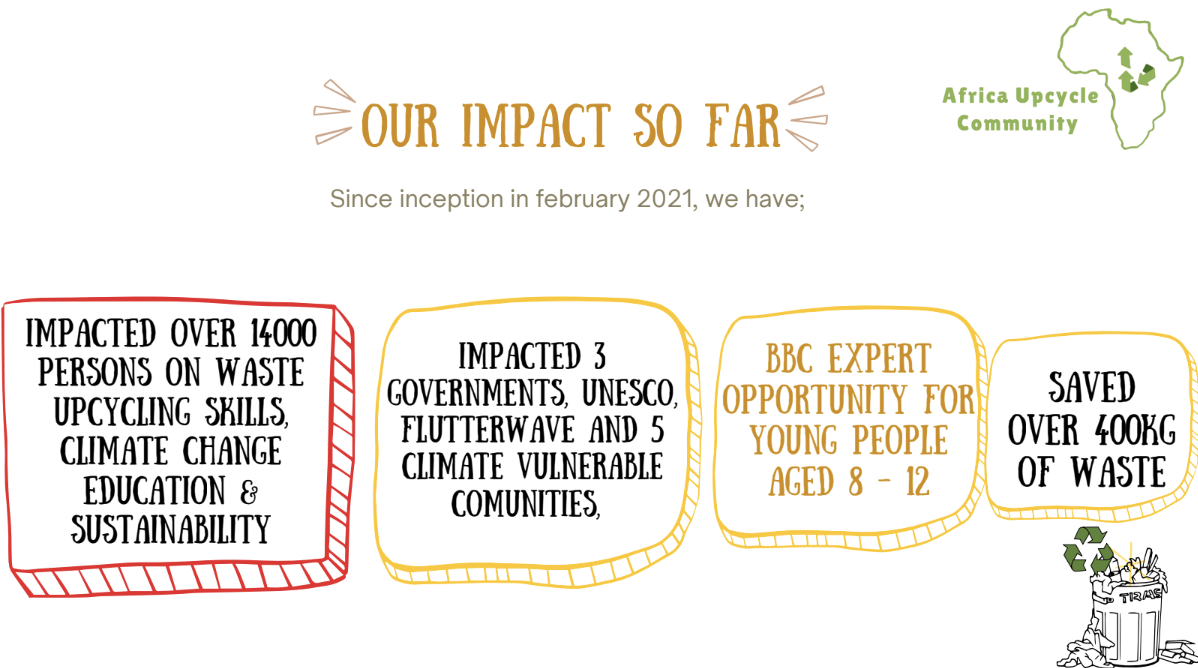 Africa Upcycle
Community
OUR IMPACT SO FAR
Since inception in february 2021, we have;
IMPACTED OVER 14000
PERSONS ON WASTE
UPCYCLING SKILLS,
CLIMATE CHANGE
EDUCATION &
SUSTAINABILITY
IMPACTED 3
GOVERNMENTS, UNESCO,
FLUTTERWAVE AND 5
CLIMATE VULNERABLE
COMUNITIES,
BBC EXPERT
OPPORTUNITY FOR
YOUNG PEOPLE
AGED 8 - 12
SAVED
OVER 400KG
OF WASTE